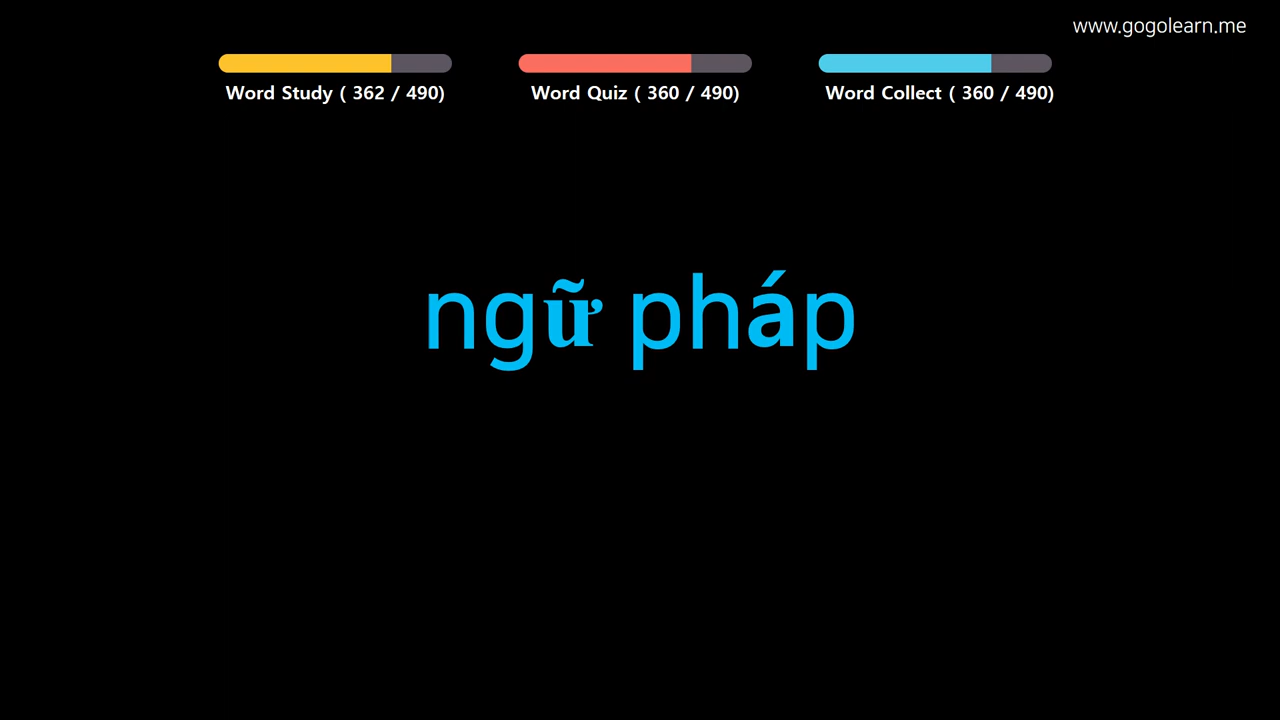 www.gogolearn.me
Word Study ( 362 / 490)
Word Quiz ( 360 / 490)
Word Collect ( 360 / 490)
ngữ pháp